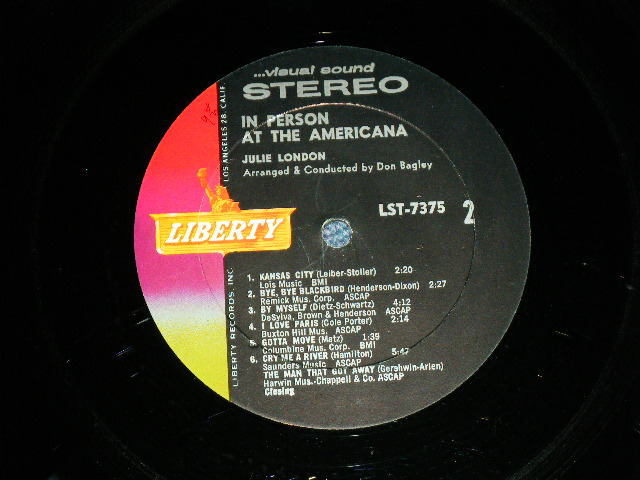 ...visual sound
STEREO
IN PERSON
AT THE AMERICANA
JULIE LONDON
Arranged & Conducted by Don Bagley
LST-7375 2
LIBERTY
1. KANSAS CITY (Leiber-Stoller) 2:20
Lois Music BMI
2. BYE, BYE BLACKBIRD (Henderson-Dixon) 2:27
Remick Mus. Corp. ASCAP
3. BY MYSELF (Dietz-Schwartz) 4:12
DeSylva, Brown & Henderson ASCAP
4. I LOVE PARIS (Cole Porter) 2:14
Buxton Hill Mus. ASCAP
5. GOTTA MOVE (Matz) 1:39
Columbine Mus. Corp. BMI
6. CRY ME A RIVER (Hamilton) 5:47
Saunders Music ASCAP
THE MAN THAT GOT AWAY (Gershwin-Arlen)
Harwin Mus.-Chappell & Co. ASCAP
Closing
LIBERTY RECORDS, INC.
LOS ANGELES 28, CALIF.